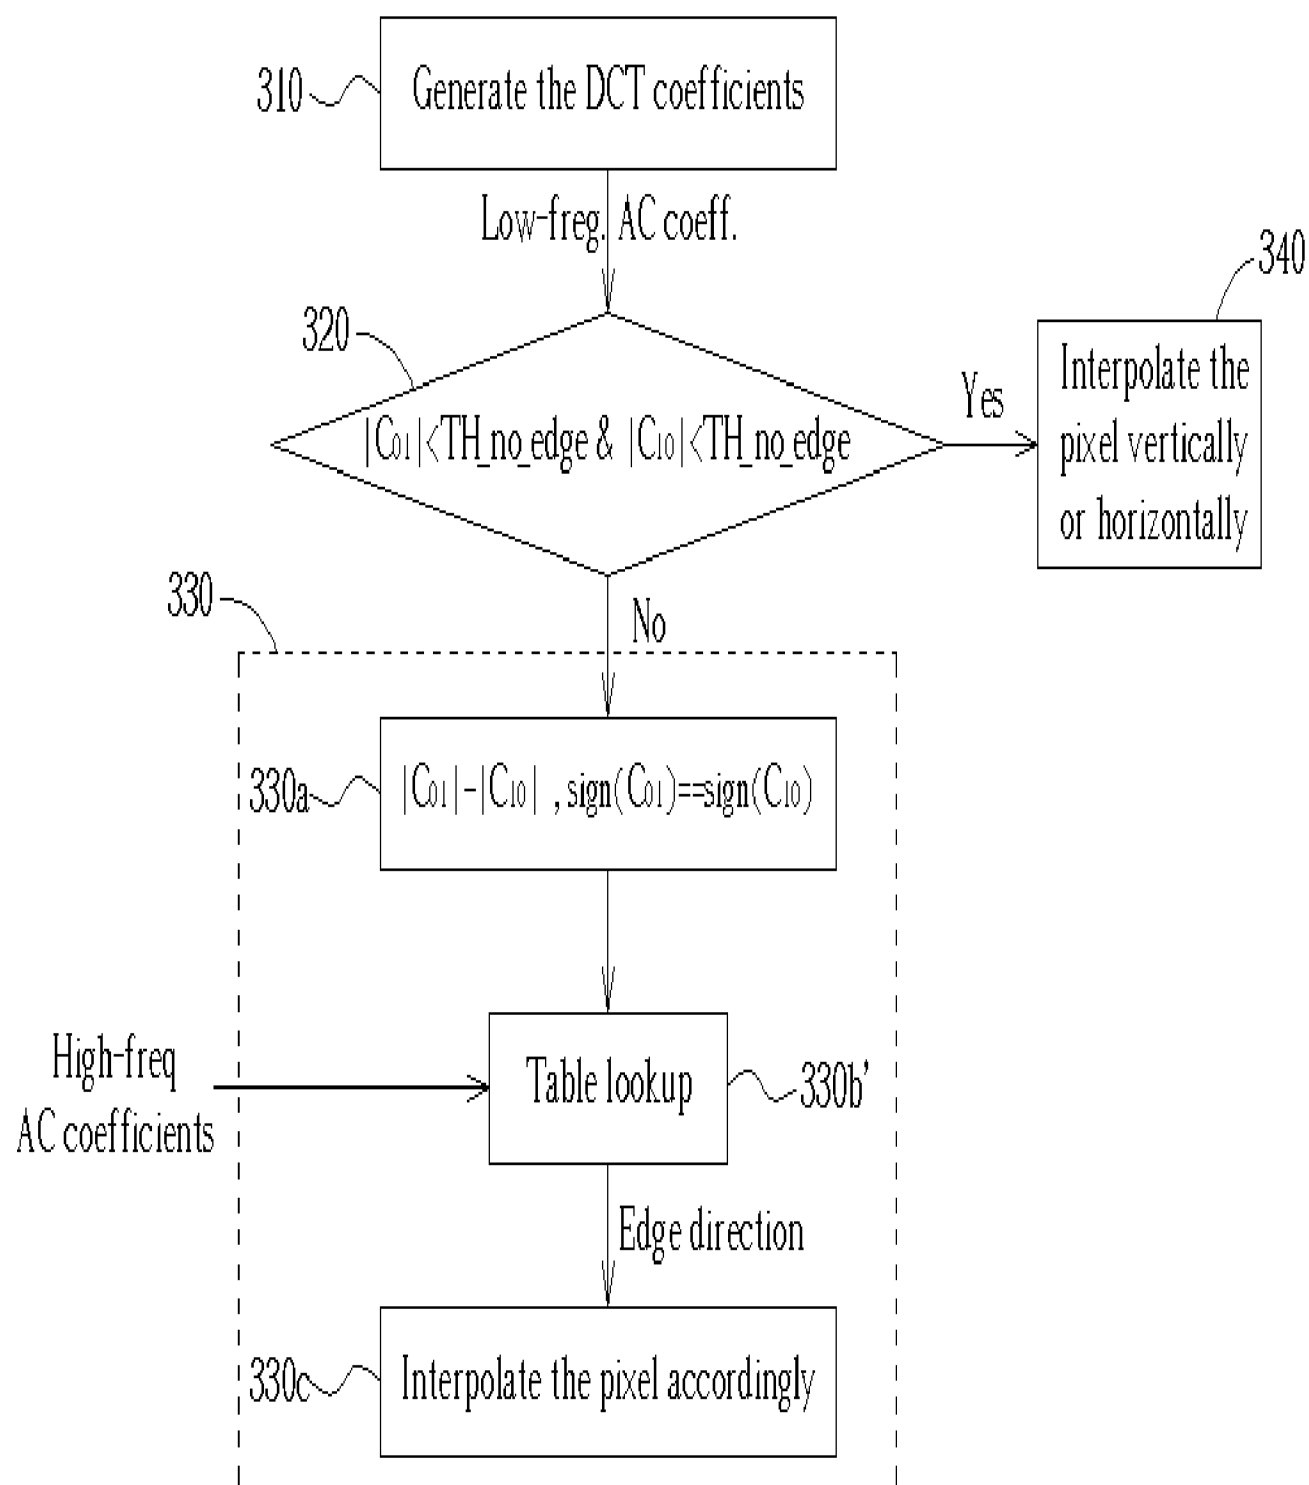 310
Generate the DCT coefficients
Low-freg. AC coeff.
320
|C01|<TH_no_edge & |C10|<TH_no_edge
Yes
340
Interpolate the
pixel vertically
or horizontally
330
No
330a
|C01|-|C10| ,sign(C01)==sign(C10)
High-freq
AC coefficients
Table lookup
330b'
Edge direction
330c
Interpolate the pixel accordingly